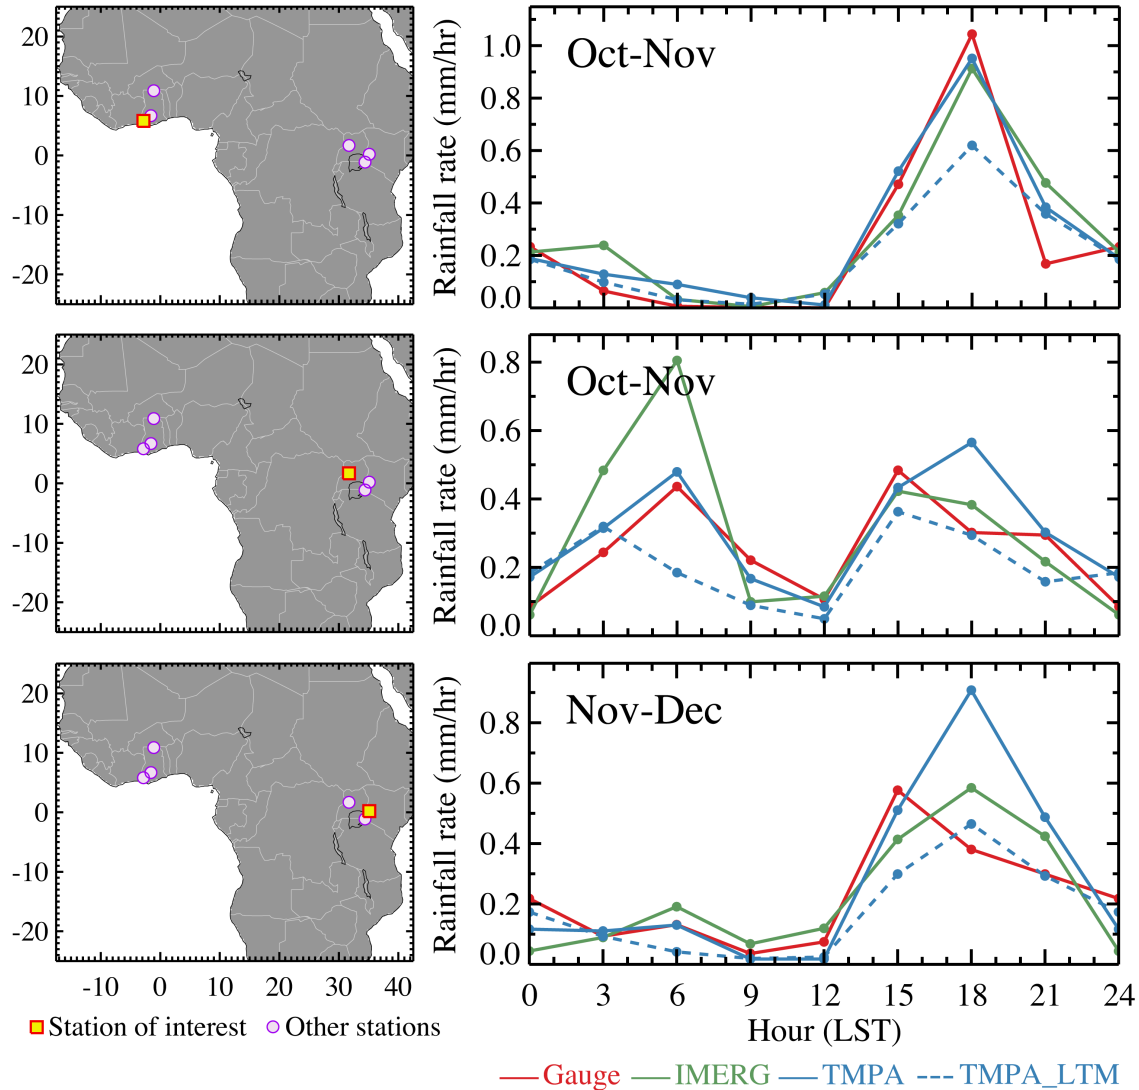 20
10
0
-10
-20
Rainfall rate (mm/hr)
1.0
0.8
0.6
0.4
0.2
0.0
Oct-Nov
20
10
0
-10
-20
Rainfall rate (mm/hr)
0.8
0.6
0.4
0.2
0.0
Oct-Nov
20
10
0
-10
-20
-10 0 10 20 30 40
Rainfall rate (mm/hr)
0.8
0.6
0.4
0.2
0.0
Nov-Dec
0 3 6 9 12 15 18 21 24
Hour (LST)
Station of interest Other stations
Gauge IMERG TMPA TMPA_LTM